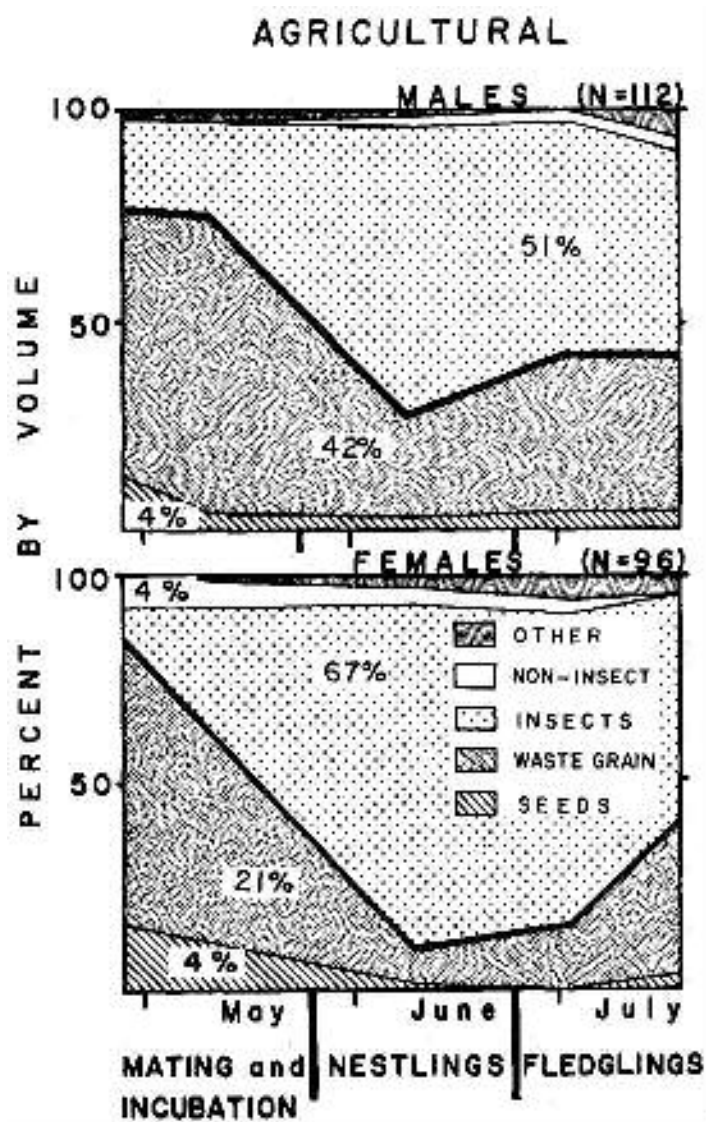 AGRICULTURAL
MALES (N=112)
100
51%
50
42%
4%
FEMALES (N=96)
100
4%
67%
OTHER
NON-INSECT
INSECTS
WASTE GRAIN
SEEDS
50
21%
4%
PERCENT BY VOLUME
May June July
MATING and NESTLINGS FLEDGLINGS
INCUBATION